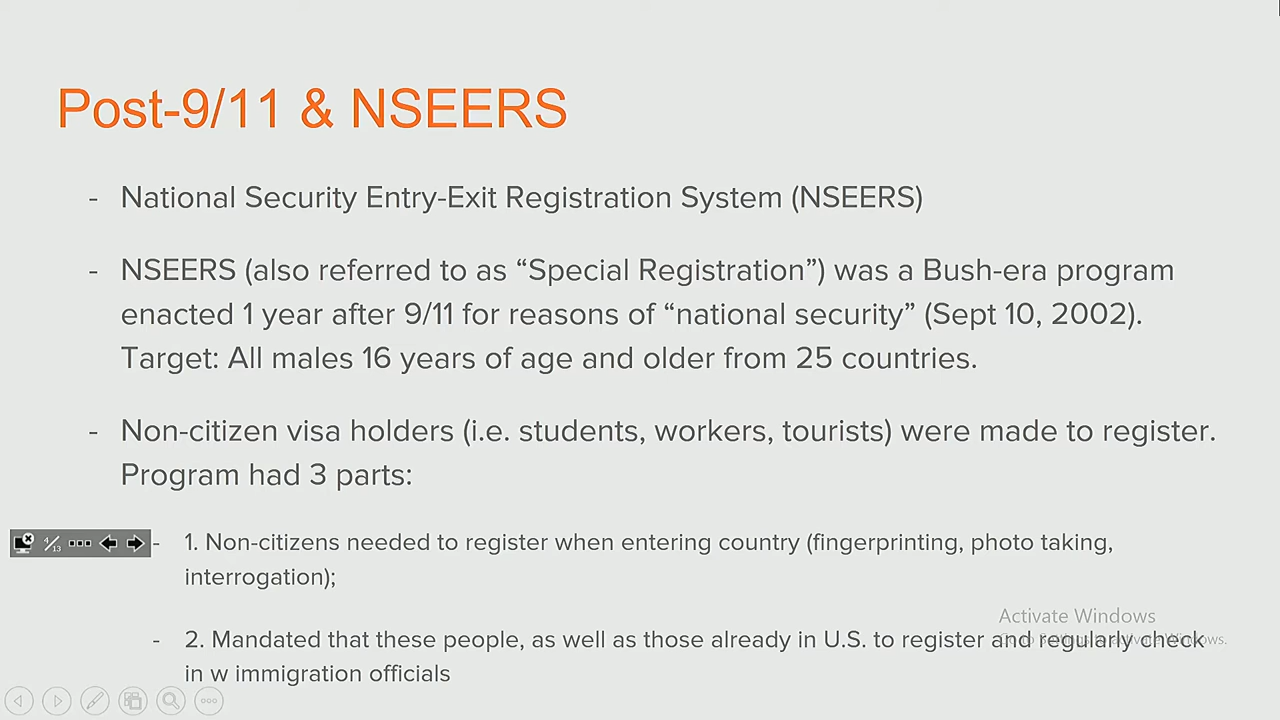 Post-9/11 & NSEERS
- National Security Entry-Exit Registration System (NSEERS)
- NSEERS (also referred to as “Special Registration”) was a Bush-era program
enacted 1 year after 9/11 for reasons of “national security” (Sept 10, 2002).
Target: All males 16 years of age and older from 25 countries.
- Non-citizen visa holders (i.e. students, workers, tourists) were made to register.
Program had 3 parts:
4/13
- 1. Non-citizens needed to register when entering country (fingerprinting, photo taking,
interrogation);
Activate Windows
- 2. Mandated that these people, as well as those already in U.S. to register and regularly check
in w immigration officials